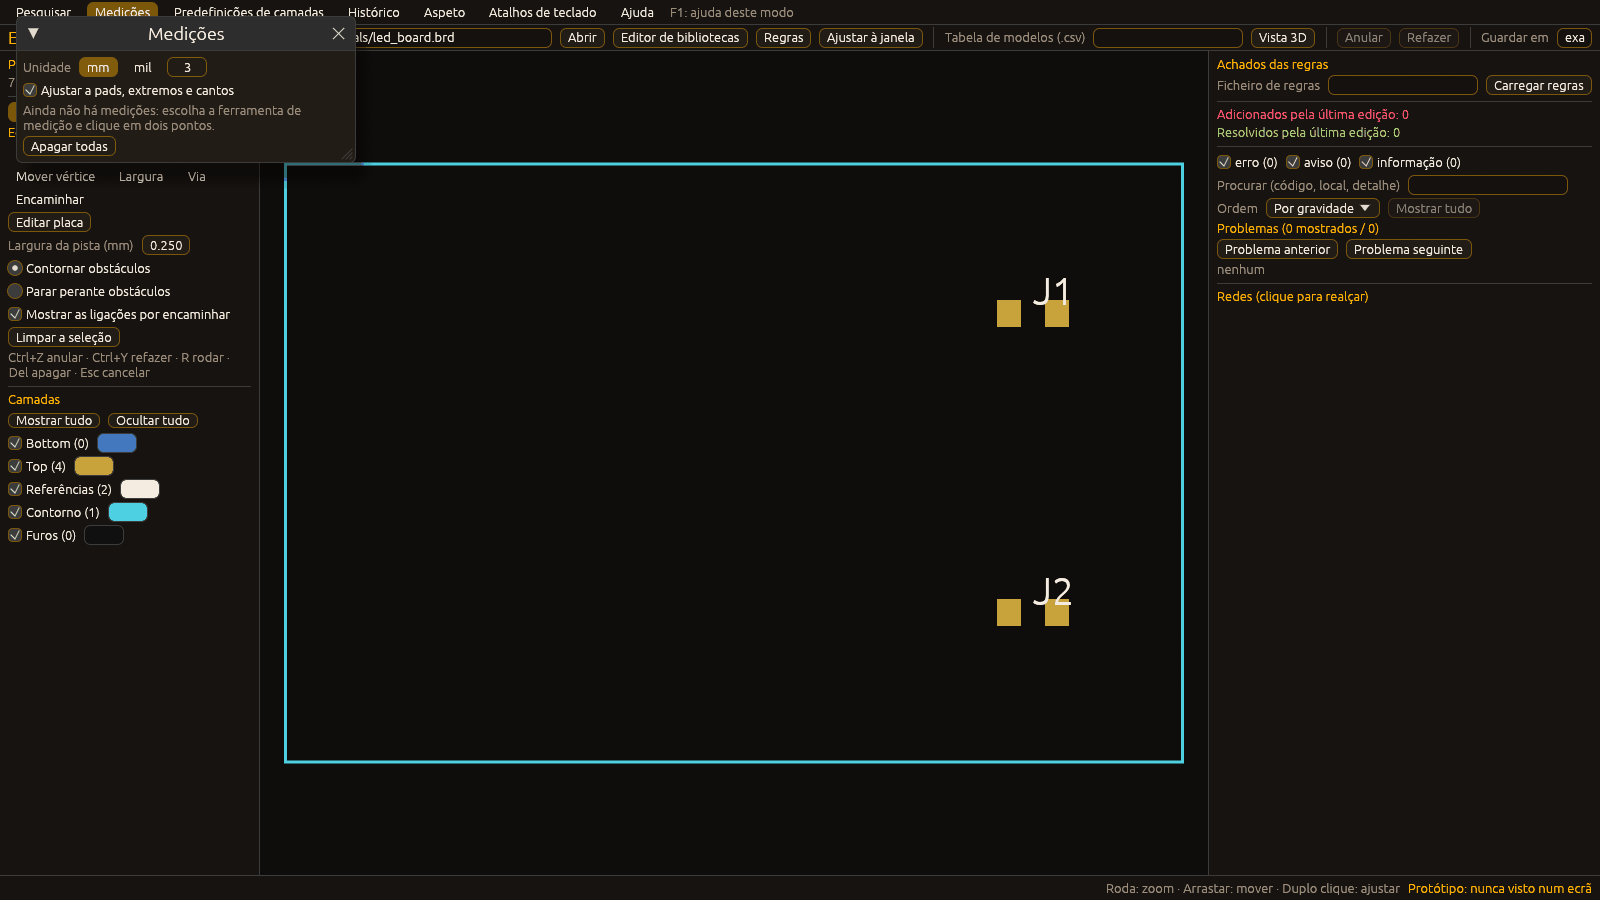 Pesquisar Medições Predefinições de camadas Histórico Aspeto Atalhos de teclado Ajuda F1: ajuda deste modo
als/led_board.brd Abrir Editor de bibliotecas Regras Ajustar à janela Tabela de modelos (.csv) Vista 3D Anular Refazer Guardar em exa
Medições
Unidade mm mil 3
Ajustar a pads, extremos e cantos
Ainda não há medições: escolha a ferramenta de
medição e clique em dois pontos.
Apagar todas
Mover vértice Largura Via
Encaminhar
Editar placa
Largura da pista (mm) 0.250
Contornar obstáculos
Parar perante obstáculos
Mostrar as ligações por encaminhar
Limpar a seleção
Ctrl+Z anular · Ctrl+Y refazer · R rodar ·
Del apagar · Esc cancelar
Camadas
Mostrar tudo Ocultar tudo
Bottom (0)
Top (4)
Referências (2)
Contorno (1)
Furos (0)
J1
J2
Achados das regras
Ficheiro de regras Carregar regras
Adicionados pela última edição: 0
Resolvidos pela última edição: 0
erro (0) aviso (0) informação (0)
Procurar (código, local, detalhe)
Ordem Por gravidade Mostrar tudo
Problemas (0 mostrados / 0)
Problema anterior Problema seguinte
nenhum
Redes (clique para realçar)
Roda: zoom · Arrastar: mover · Duplo clique: ajustar Protótipo: nunca visto num ecrã